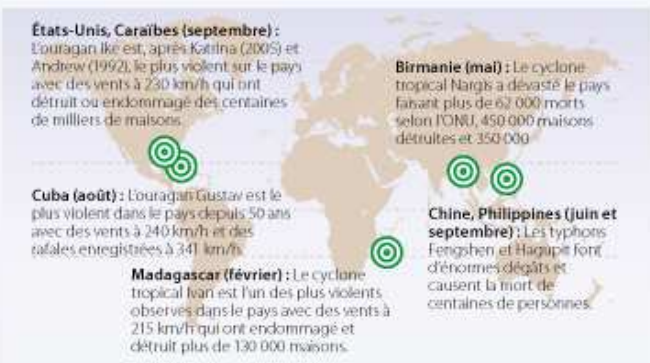 États-Unis, Caraïbes (septembre) :
L'ouragan Ike est, après Katrina (2005) et
Andrew (1992), le plus violent sur le pays
avec des vents à 230 km/h qui ont
détruit ou endommagé des centaines
de milliers de maisons.
Birmanie (mai) : Le cyclone
tropical Nargis a dévasté le pays
faisant plus de 62 000 morts
selon l'ONU, 450 000 maisons
détruites et 350 000
Cuba (août) : L'ouragan Gustav est le
plus violent dans le pays depuis 50 ans
avec des vents à 240 km/h et des
rafales enregistrées à 341 km/h.
Chine, Philippines (juin et
septembre) : Les typhons
Fengshen et Hagupit font
d'énormes dégâts et
causent la mort de
centaines de personnes.
Madagascar (février) : Le cyclone
tropical Ivan est l'un des plus violents
observés dans le pays avec des vents à
215 km/h qui ont endommagé et
détruit plus de 130 000 maisons.